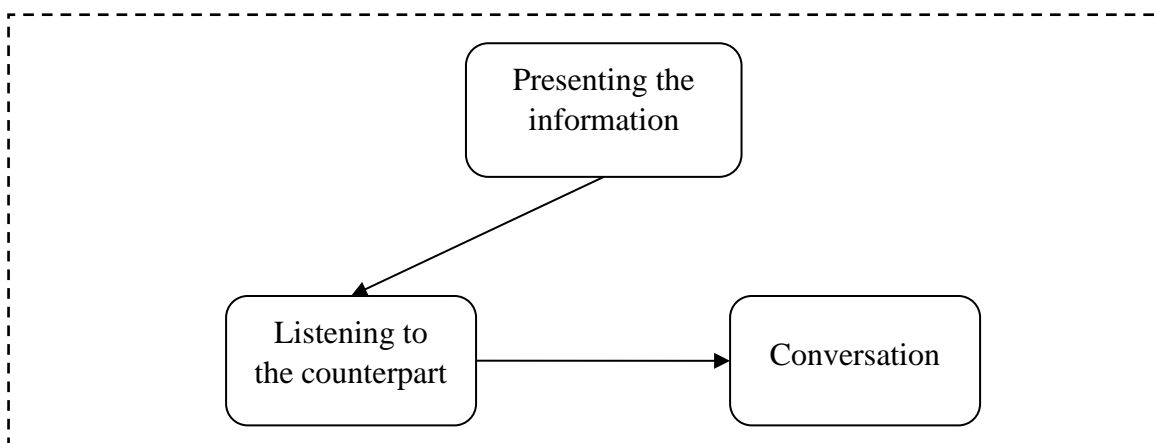 Presenting the
information
Listening to
the counterpart
Conversation